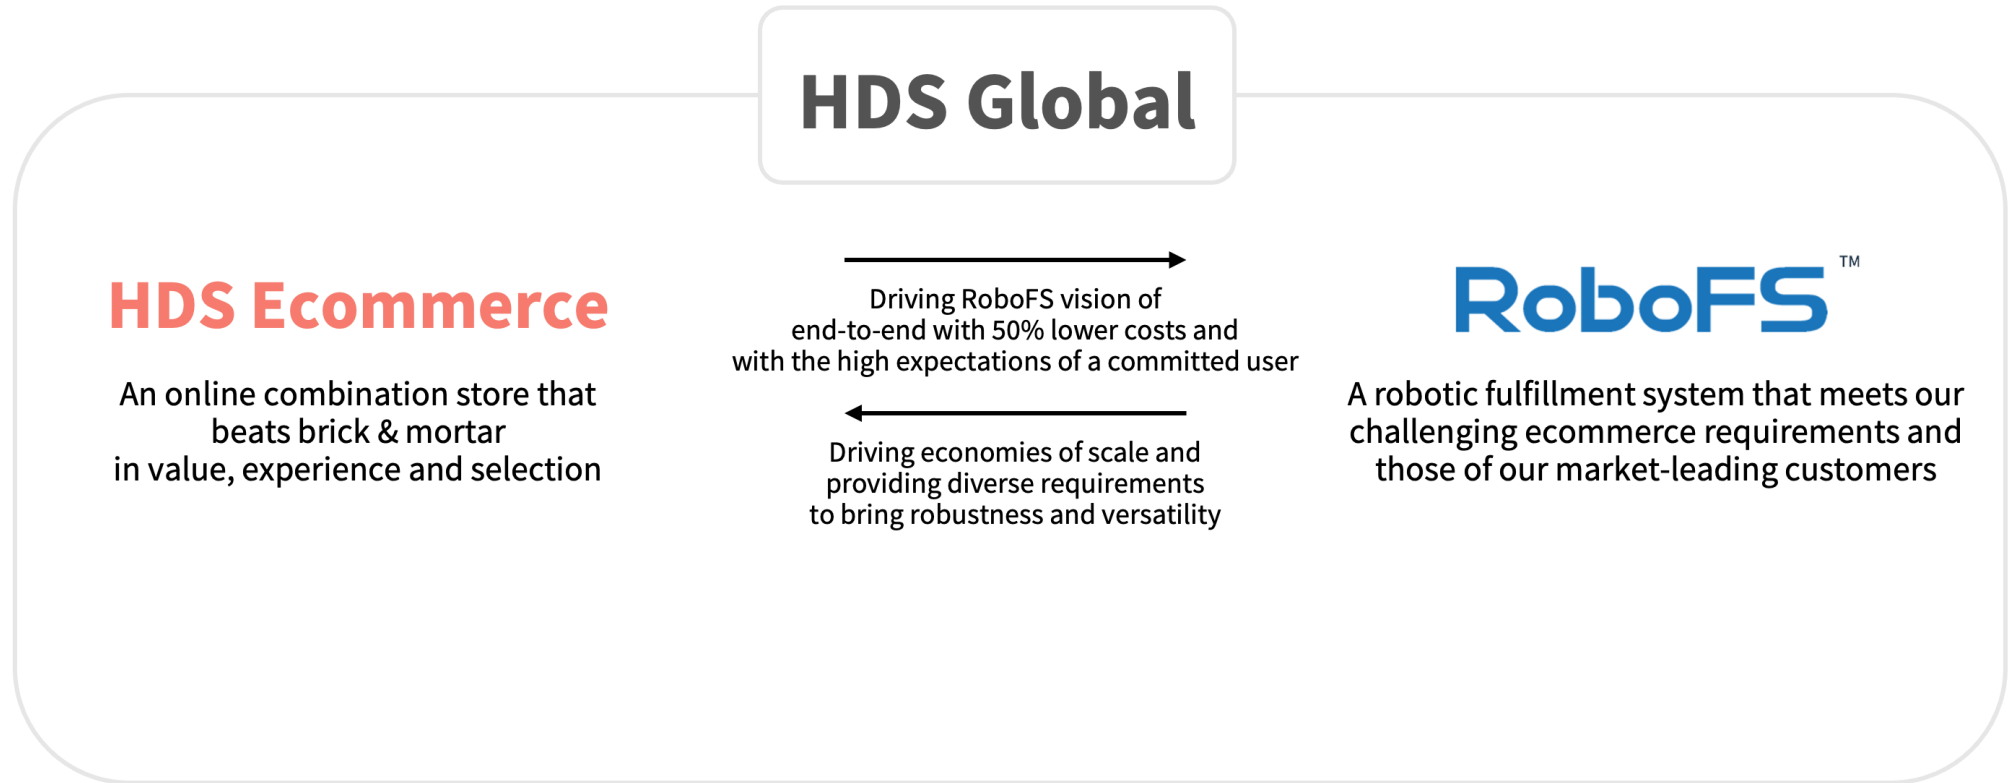 HDS Global
HDS Ecommerce
An online combination store that
beats brick & mortar
in value, experience and selection
Driving RoboFS vision of
end-to-end with 50% lower costs and
with the high expectations of a committed user
Driving economies of scale and
providing diverse requirements
to bring robustness and versatility
RoboFS™
A robotic fulfillment system that meets our
challenging ecommerce requirements and
those of our market-leading customers